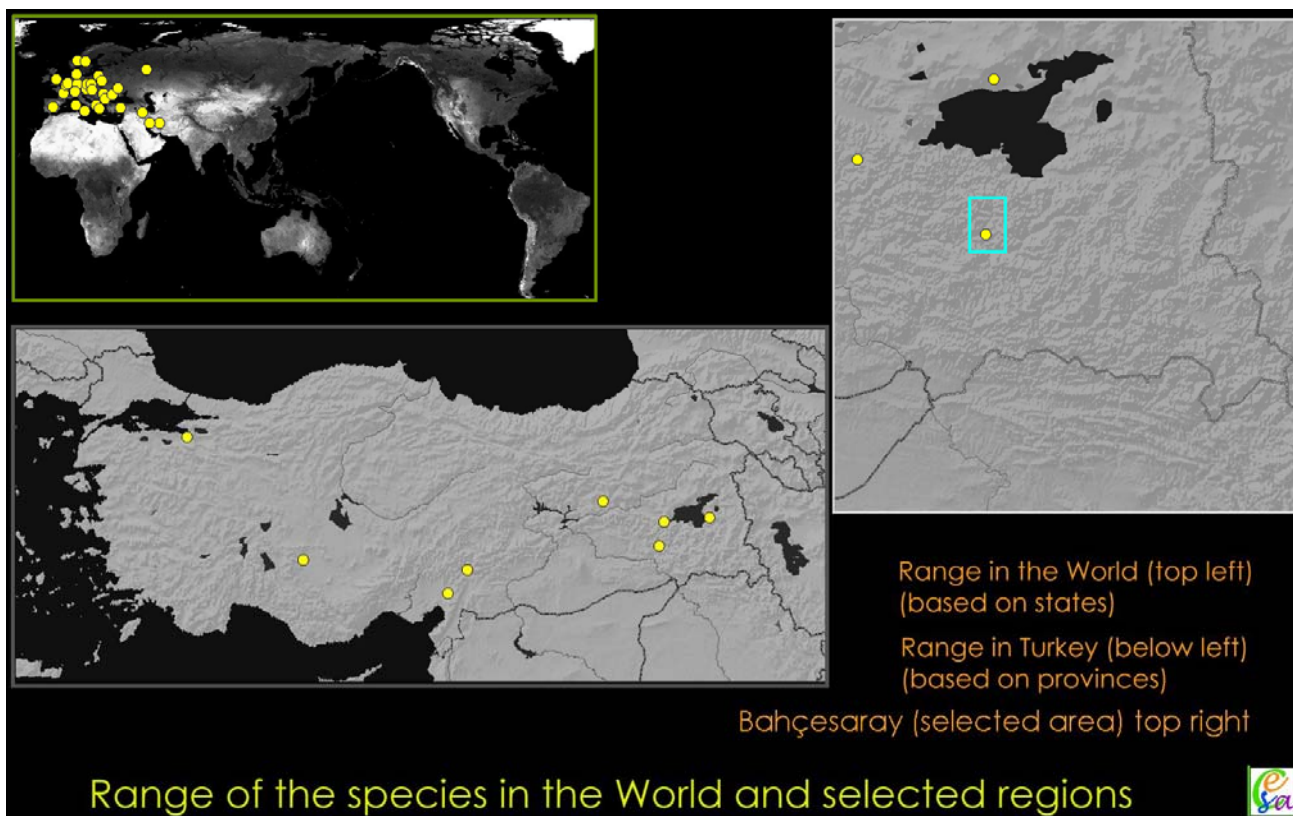 Range in the World (top left)
(based on states)
Range in Turkey (below left)
(based on provinces)
Bahçesaray (selected area) top right
Range of the species in the World and selected regions
esa